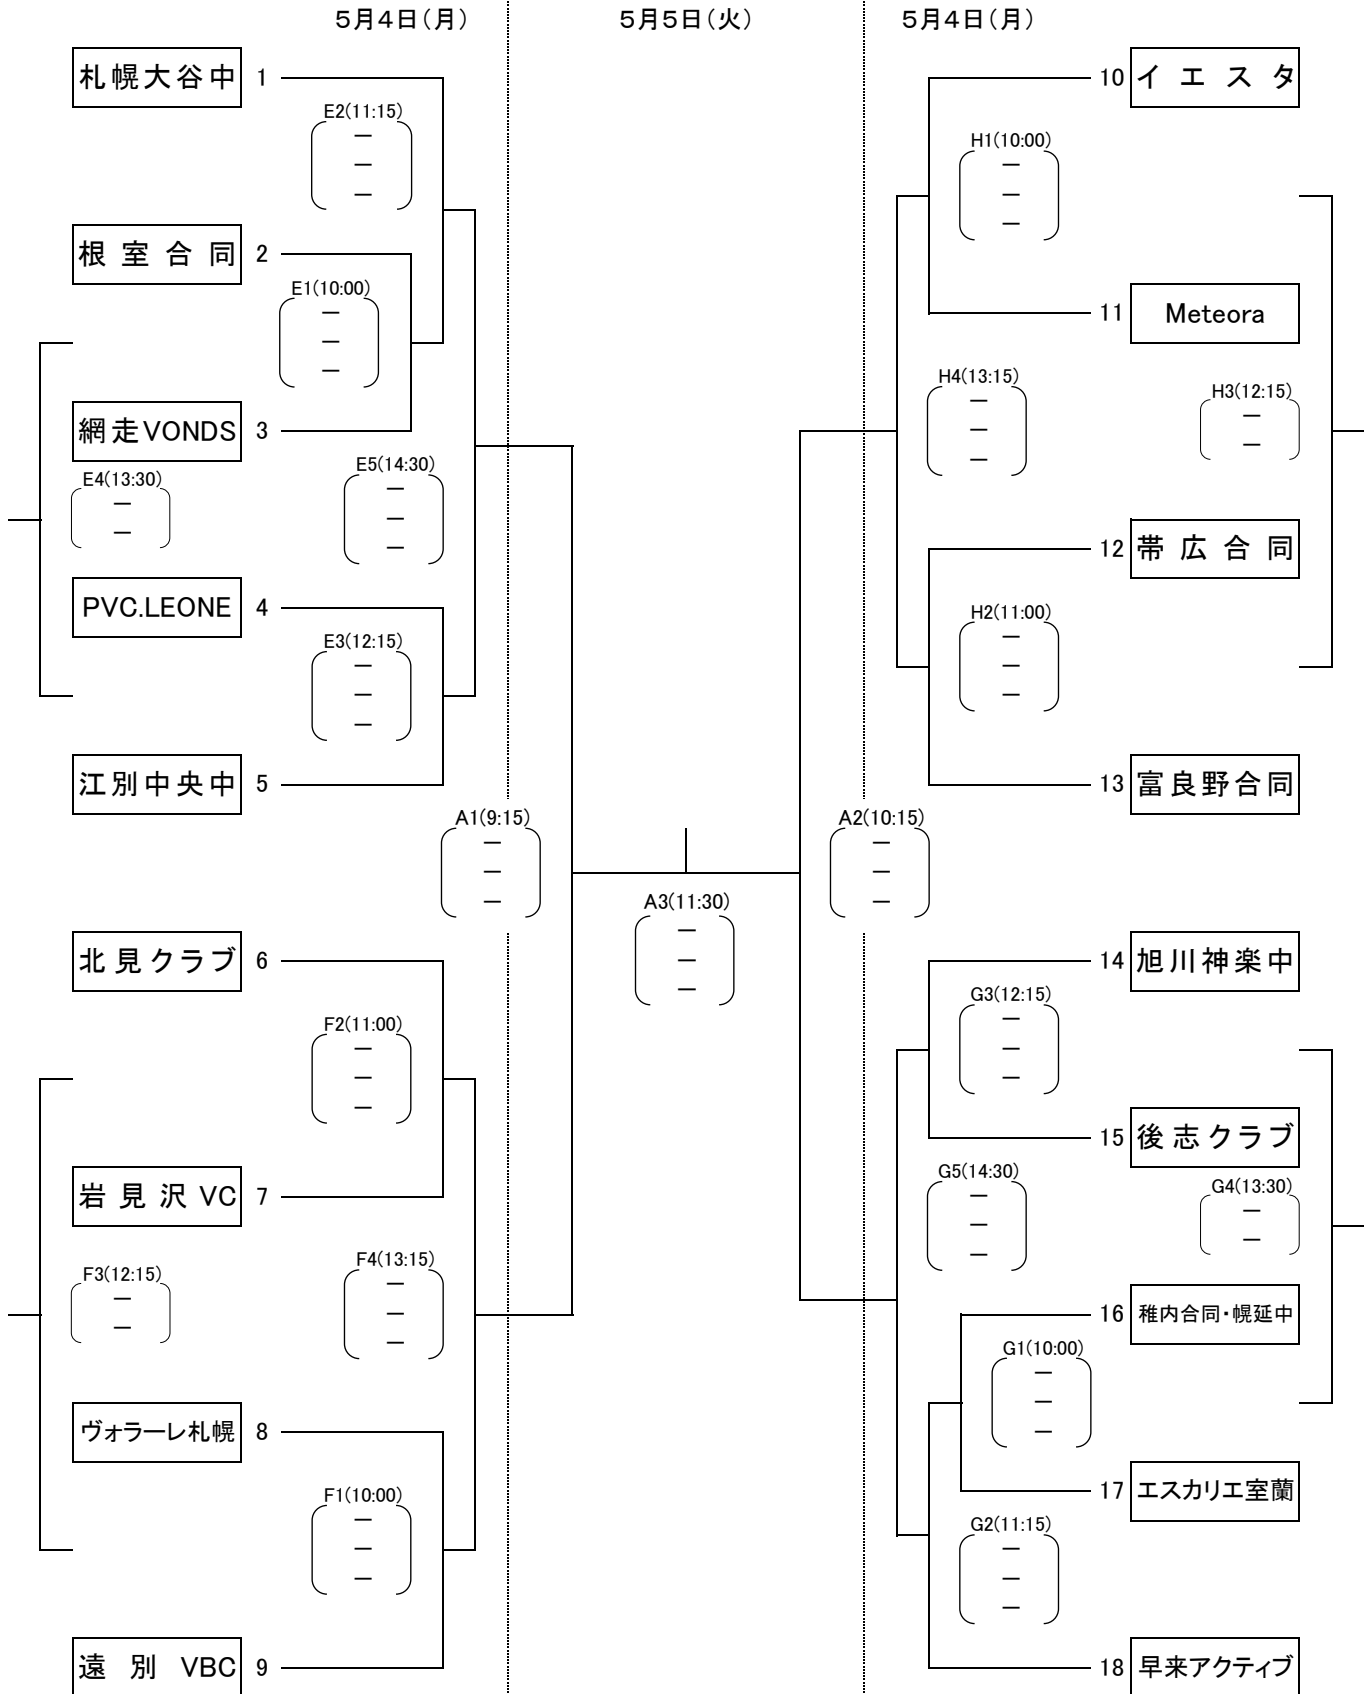 ５月４日（月）
５月５日（火）
５月４日（月）
札幌大谷中 1
E2(11:15)
－
－
－
根室合同 2
E1(10:00)
－
－
－
網走VONDS 3
E4(13:30)
－
－
E5(14:30)
－
－
－
PVC.LEONE 4
E3(12:15)
－
－
－
江別中央中 5
A1(9:15)
－
－
－
北見クラブ 6
F2(11:00)
－
－
－
岩見沢VC 7
F3(12:15)
－
－
F4(13:15)
－
－
－
ヴォラーレ札幌 8
F1(10:00)
－
－
－
遠別VBC 9
A3(11:30)
－
－
－
10 イエスタ
H1(10:00)
－
－
－
11 Meteora
H4(13:15)
－
－
－
H3(12:15)
－
－
12 帯広合同
H2(11:00)
－
－
－
13 富良野合同
A2(10:15)
－
－
－
14 旭川神楽中
G3(12:15)
－
－
－
15 後志クラブ
G5(14:30)
－
－
－
G4(13:30)
－
－
16 稚内合同・幌延中
G1(10:00)
－
－
－
17 エスカリエ室蘭
G2(11:15)
－
－
－
18 早来アクティブ